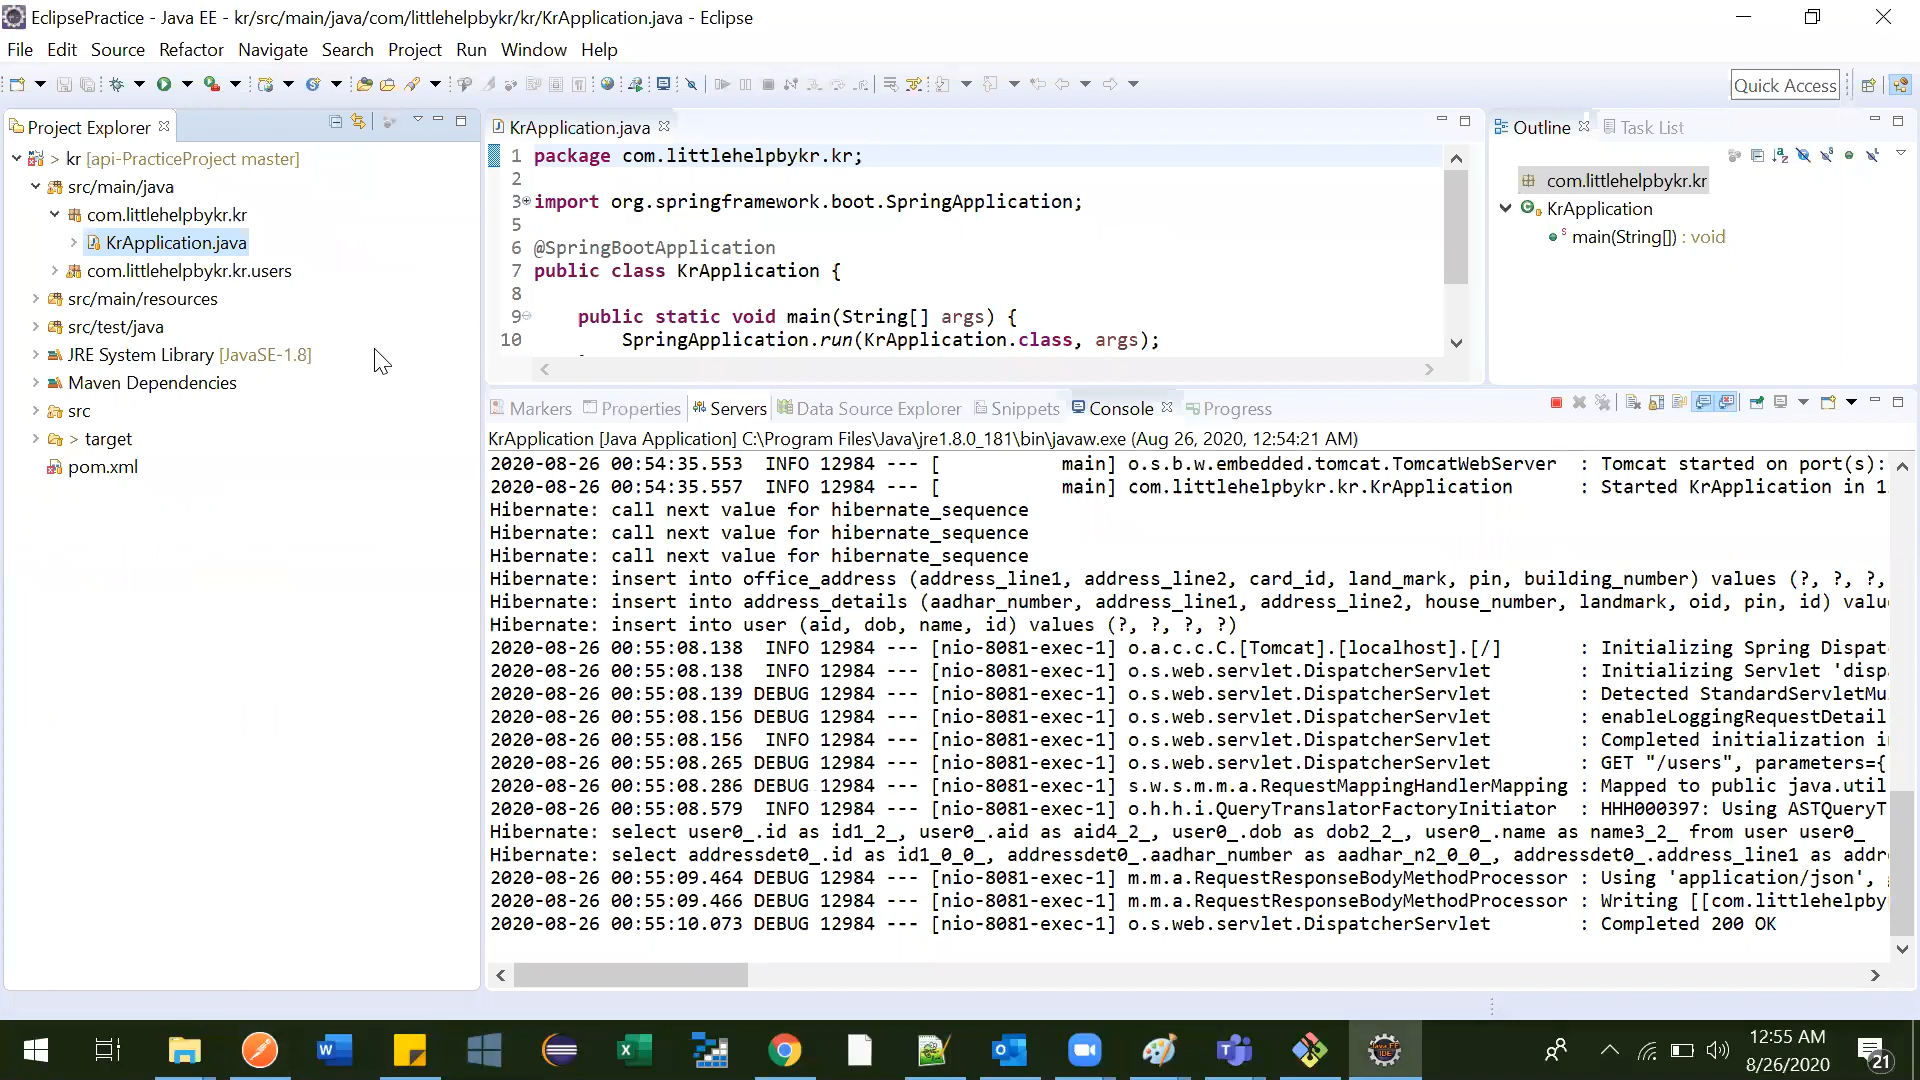 EclipsePractice - Java EE - kr/src/main/java/com/littlehelpbykr/kr/KrApplication.java - Eclipse
File Edit Source Refactor Navigate Search Project Run Window Help
Quick Access
Project Explorer
kr [api-PracticeProject master]
src/main/java
com.littlehelpbykr.kr
KrApplication.java
com.littlehelpbykr.kr.users
src/main/resources
src/test/java
JRE System Library [JavaSE-1.8]
Maven Dependencies
src
> target
pom.xml
KrApplication.java
1 package com.littlehelpbykr.kr;
2
3 import org.springframework.boot.SpringApplication;
5
6 @SpringBootApplication
7 public class KrApplication {
8
9 public static void main(String[] args) {
10 SpringApplication.run(KrApplication.class, args);
Outline Task List
com.littlehelpbykr.kr
KrApplication
main(String[]) : void
Markers Properties Servers Data Source Explorer Snippets Console Progress
KrApplication [Java Application] C:\Program Files\Java\jre1.8.0_181\bin\javaw.exe (Aug 26, 2020, 12:54:21 AM)
2020-08-26 00:54:35.553 INFO 12984 --- [ main] o.s.b.w.embedded.tomcat.TomcatWebServer : Tomcat started on port(s):
2020-08-26 00:54:35.557 INFO 12984 --- [ main] com.littlehelpbykr.kr.KrApplication : Started KrApplication in 1
Hibernate: call next value for hibernate_sequence
Hibernate: call next value for hibernate_sequence
Hibernate: call next value for hibernate_sequence
Hibernate: insert into office_address (address_line1, address_line2, card_id, land_mark, pin, building_number) values (?, ?, ?,
Hibernate: insert into address_details (aadhar_number, address_line1, address_line2, house_number, landmark, oid, pin, id) valu
Hibernate: insert into user (aid, dob, name, id) values (?, ?, ?, ?)
2020-08-26 00:55:08.138 INFO 12984 --- [nio-8081-exec-1] o.a.c.c.C.[Tomcat].[localhost].[/] : Initializing Spring Dispat
2020-08-26 00:55:08.138 INFO 12984 --- [nio-8081-exec-1] o.s.web.servlet.DispatcherServlet : Initializing Servlet 'disp
2020-08-26 00:55:08.139 DEBUG 12984 --- [nio-8081-exec-1] o.s.web.servlet.DispatcherServlet : Detected StandardServletMu
2020-08-26 00:55:08.156 DEBUG 12984 --- [nio-8081-exec-1] o.s.web.servlet.DispatcherServlet : enableLoggingRequestDetail
2020-08-26 00:55:08.156 INFO 12984 --- [nio-8081-exec-1] o.s.web.servlet.DispatcherServlet : Completed initialization i
2020-08-26 00:55:08.265 DEBUG 12984 --- [nio-8081-exec-1] o.s.web.servlet.DispatcherServlet : GET "/users", parameters={
2020-08-26 00:55:08.286 DEBUG 12984 --- [nio-8081-exec-1] s.w.s.m.m.a.RequestMappingHandlerMapping : Mapped to public java.util
2020-08-26 00:55:08.579 INFO 12984 --- [nio-8081-exec-1] o.h.h.i.QueryTranslatorFactoryInitiator : HHH000397: Using ASTQueryT
Hibernate: select user0_.id as id1_2_, user0_.aid as aid4_2_, user0_.dob as dob2_2_, user0_.name as name3_2_ from user user0_
Hibernate: select addressdet0_.id as id1_0_0_, addressdet0_.aadhar_number as aadhar_n2_0_0_, addressdet0_.address_line1 as addr
2020-08-26 00:55:09.464 DEBUG 12984 --- [nio-8081-exec-1] m.m.a.RequestResponseBodyMethodProcessor : Using 'application/json',
2020-08-26 00:55:09.466 DEBUG 12984 --- [nio-8081-exec-1] m.m.a.RequestResponseBodyMethodProcessor : Writing [[com.littlehelpby
2020-08-26 00:55:10.073 DEBUG 12984 --- [nio-8081-exec-1] o.s.web.servlet.DispatcherServlet : Completed 200 OK
12:55 AM
8/26/2020
21